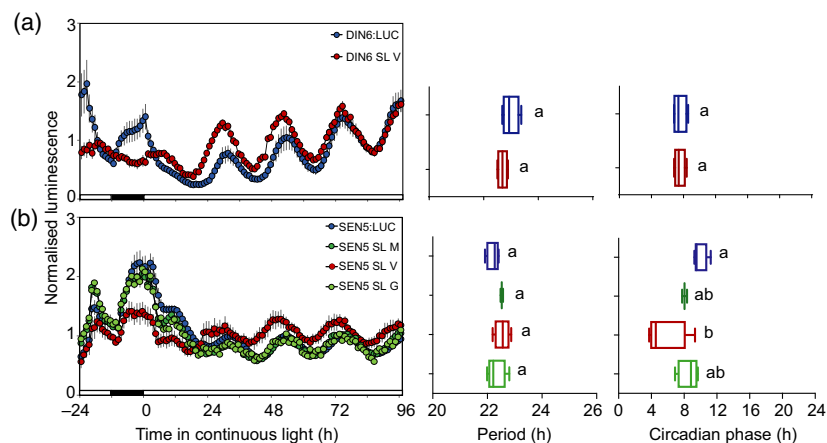 (a)
3
2
1
0
Normalised luminescence
DIN6:LUC
DIN6 SL V
a
a
a
a
(b)
3
2
1
0
SEN5:LUC
SEN5 SL M
SEN5 SL V
SEN5 SL G
a
a
a
a
a
ab
b
ab
–24 0 24 48 72 96
Time in continuous light (h)
20 22 24 26
Period (h)
0 4 8 12 16 20 24
Circadian phase (h)